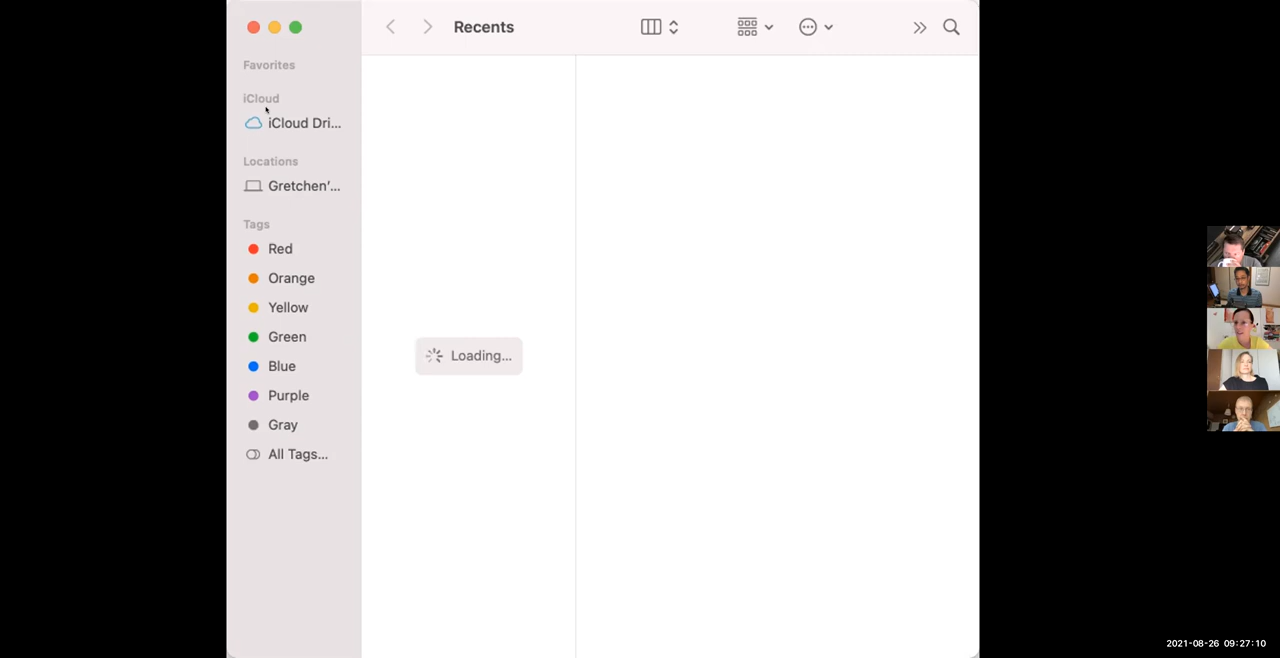 Recents
Favorites
iCloud
iCloud Dri...
Locations
Gretchen'...
Tags
Red
Orange
Yellow
Green
Blue
Purple
Gray
All Tags...
Loading...
2021-08-26 09:27:10